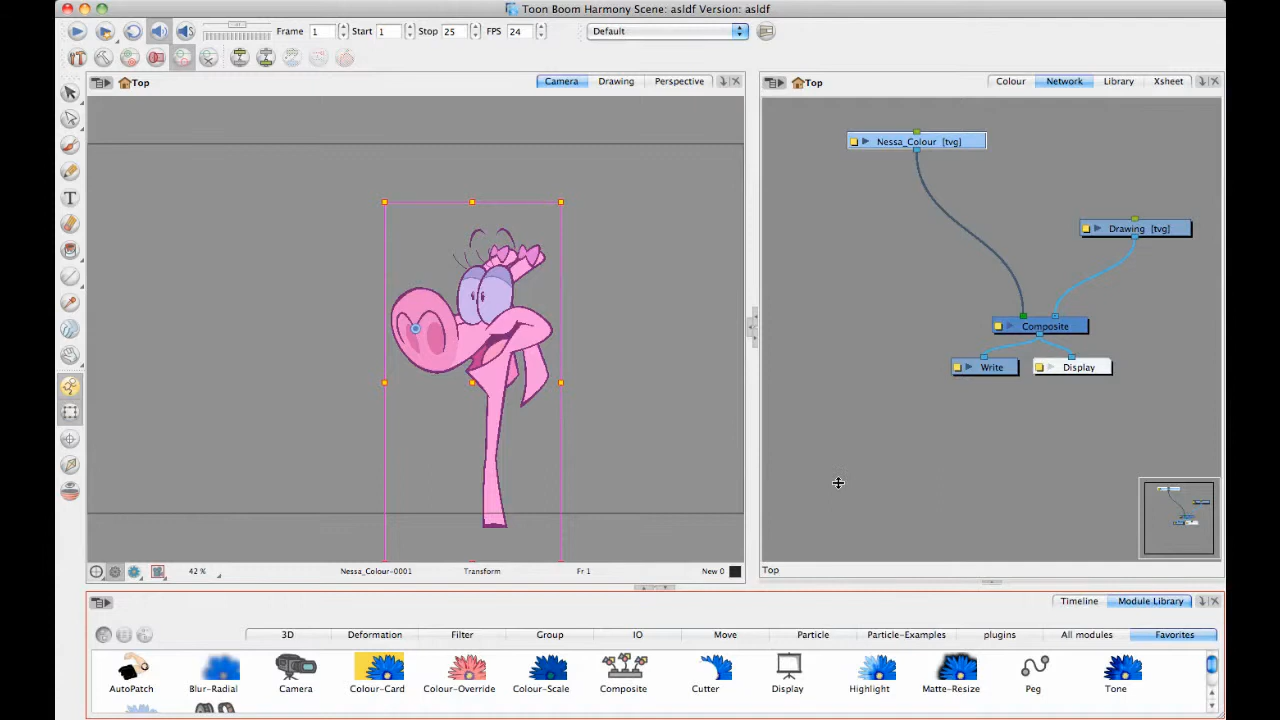 Toon Boom Harmony Scene: asldf Version: asldf
Frame 1 Start 1 Stop 25 FPS 24 Default
Top Camera Drawing Perspective
Top Colour Network Library Xsheet
Nessa_Colour [tvg]
Drawing [tvg]
Composite
Write Display
T
42 % Nessa_Colour-0001 Transform Fr 1 New 0
Top
Timeline Module Library
3D Deformation Filter Group IO Move Particle Particle-Examples plugins All modules Favorites
AutoPatch Blur-Radial Camera Colour-Card Colour-Override Colour-Scale Composite Cutter Display Highlight Matte-Resize Peg Tone